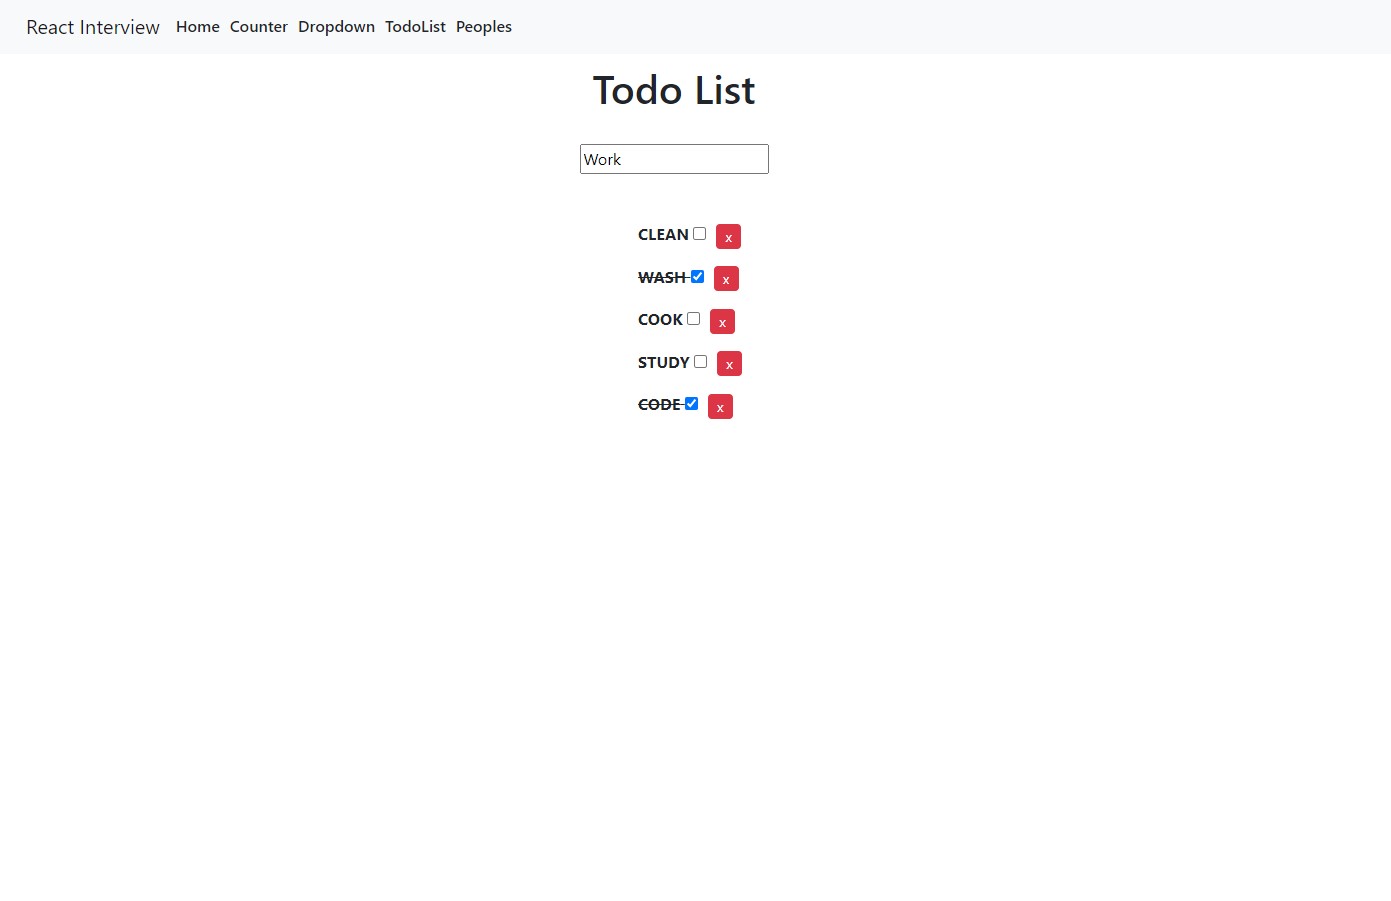 React Interview Home Counter Dropdown TodoList Peoples
Todo List
Work
CLEAN x
WASH x
COOK x
STUDY x
CODE x